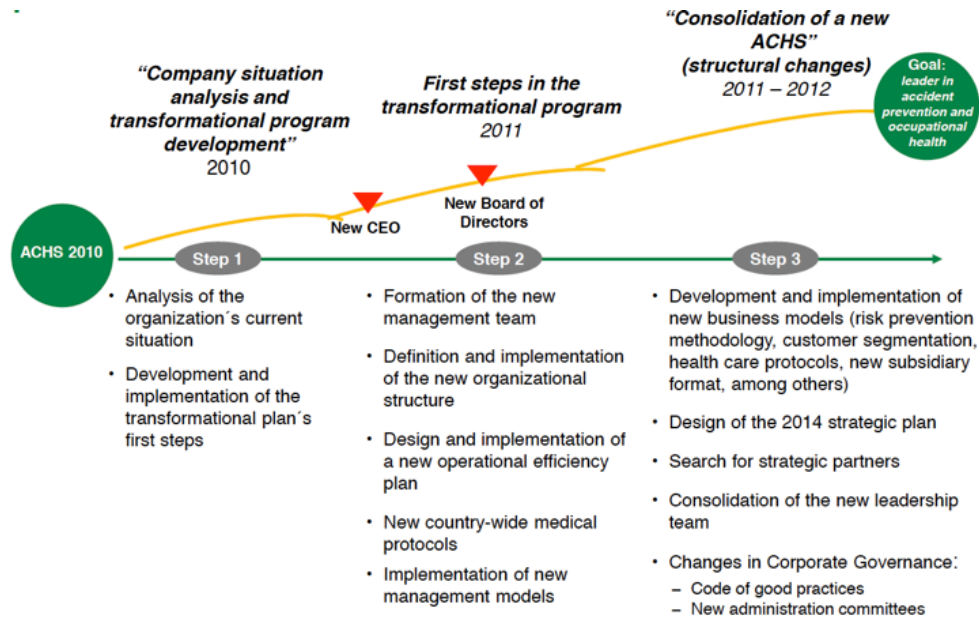 “Company situation
analysis and
transformational program
development”
2010
First steps in the
transformational program
2011
“Consolidation of a new
ACHS”
(structural changes)
2011 – 2012
Goal:
leader in
accident
prevention and
occupational
health
New CEO
New Board of
Directors
ACHS 2010
Step 1
Step 2
Step 3
• Analysis of the
organization´s current
situation
• Development and
implementation of the
transformational plan´s
first steps
• Formation of the new
management team
• Definition and implementation
of the new organizational
structure
• Design and implementation of
a new operational efficiency
plan
• New country-wide medical
protocols
• Implementation of new
management models
• Development and implementation of
new business models (risk prevention
methodology, customer segmentation,
health care protocols, new subsidiary
format, among others)
• Design of the 2014 strategic plan
• Search for strategic partners
• Consolidation of the new leadership
team
• Changes in Corporate Governance:
– Code of good practices
– New administration committees